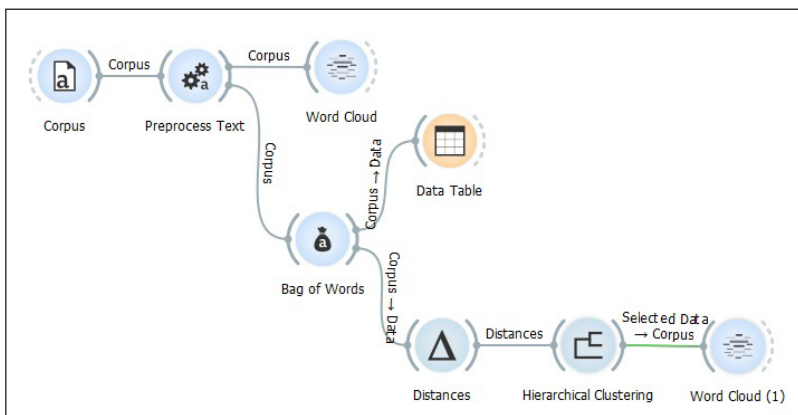 Corpus
Corpus
a
a
Corpus
Preprocess Text
Word Cloud
Corpus
Corpus → Data
Data Table
a
Bag of Words
Corpus → Data
Distances
Selected Data
→ Corpus
Distances
Hierarchical Clustering
Word Cloud (1)